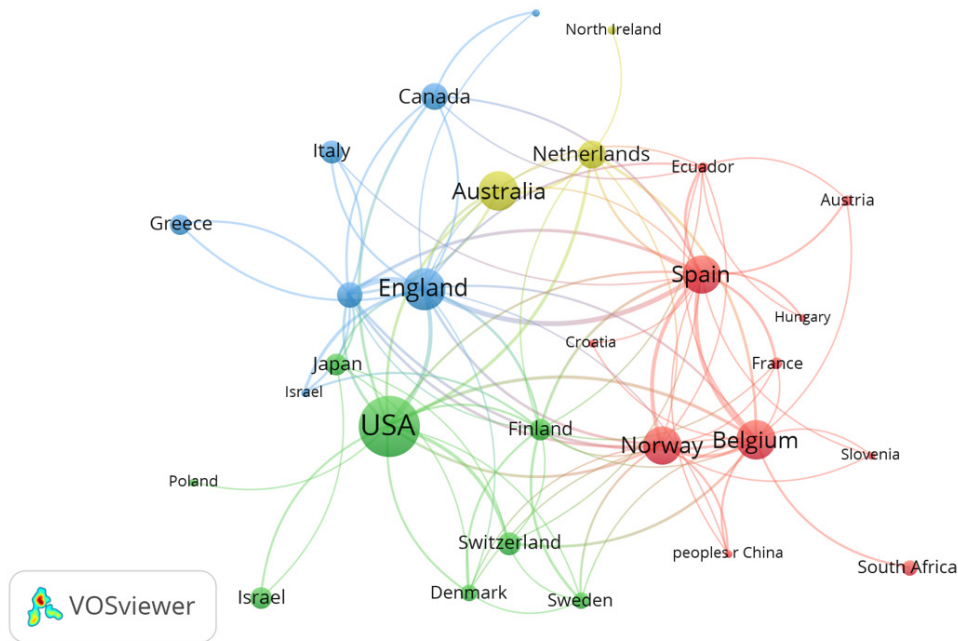 North Ireland
Canada
Italy
Netherlands
Ecuador
Australia
Austria
Greece
Spain
England
Hungary
Croatia
Japan
France
Israel
USA
Finland
Norway
Belgium
Slovenia
Poland
Switzerland
peoples r China
South Africa
Israel
Denmark
Sweden
VOSviewer